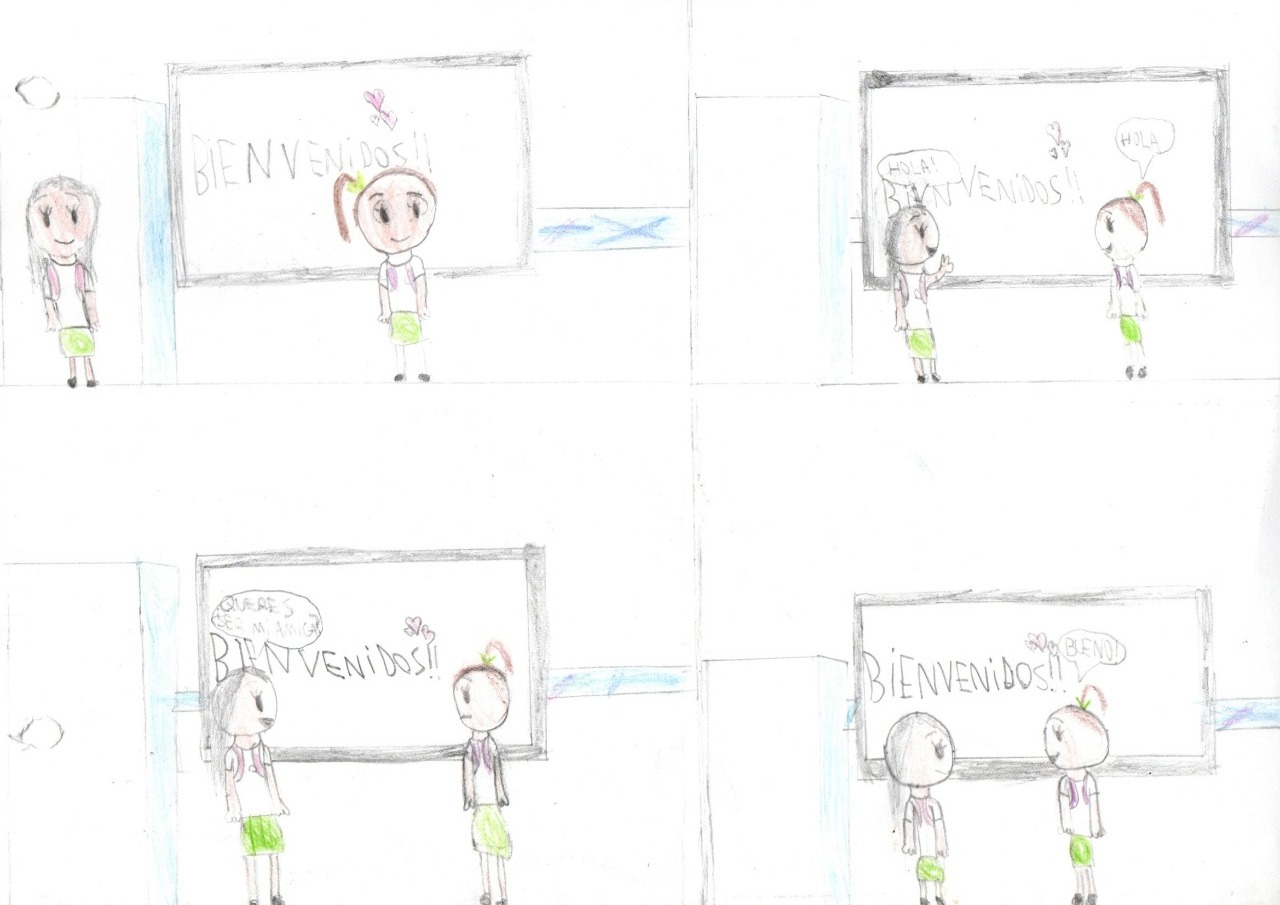 BIENVENIDOS!!
HOLA!
HOLA
BIENVENIDOS!!
QUERES
SER MI AMIGA?
BIENVENIDOS!!
BUENO!
BIENVENIDOS!!